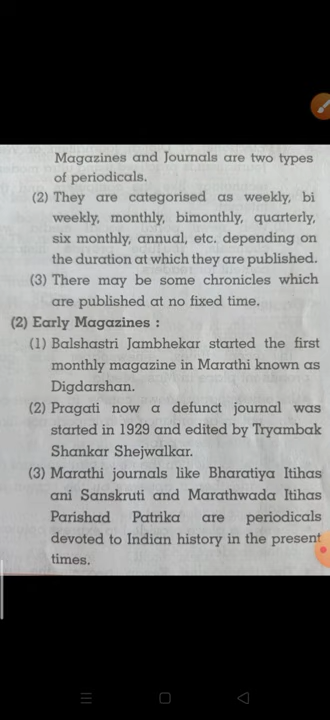 Magazines and Journals are two types
of periodicals.
(2) They are categorised as weekly, bi
weekly, monthly, bimonthly, quarterly,
six monthly, annual, etc. depending on
the duration at which they are published.
(3) There may be some chronicles which
are published at no fixed time.
(2) Early Magazines :
(1) Balshastri Jambhekar started the first
monthly magazine in Marathi known as
Digdarshan.
(2) Pragati now a defunct journal was
started in 1929 and edited by Tryambak
Shankar Shejwalkar.
(3) Marathi journals like Bharatiya Itihas
ani Sanskruti and Marathwada Itihas
Parishad Patrika are periodicals
devoted to Indian history in the present
times.